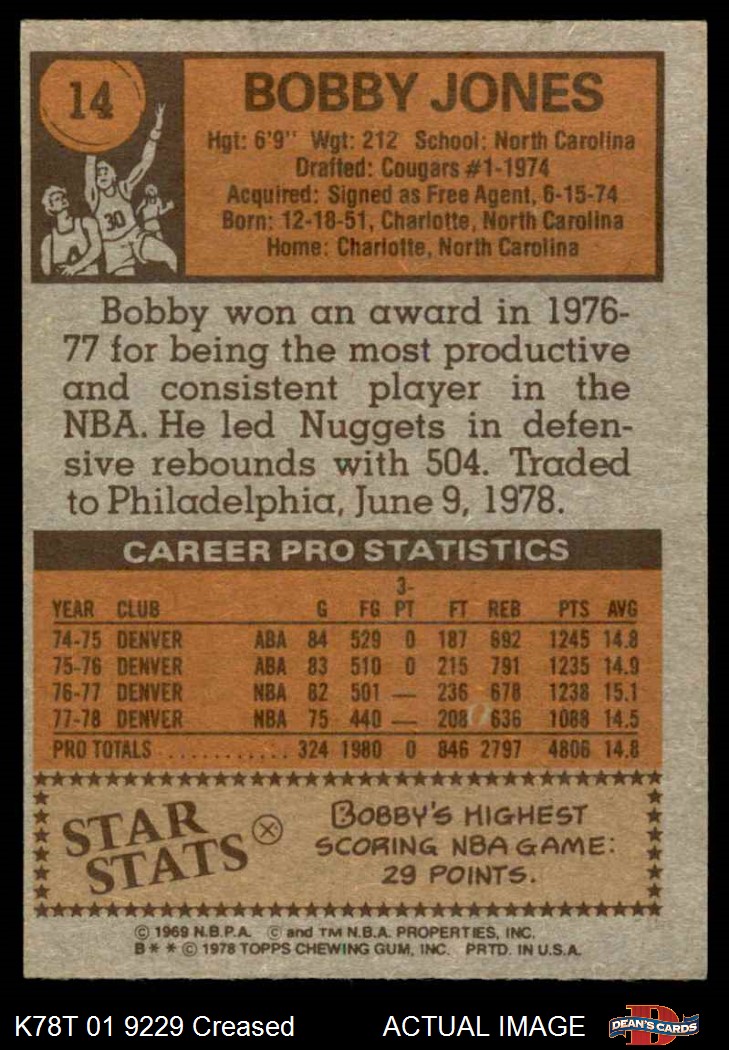 14
BOBBY JONES
Hgt: 6'9" Wgt: 212 School: North Carolina
Drafted: Cougars #1-1974
Acquired: Signed as Free Agent, 6-15-74
Born: 12-18-51, Charlotte, North Carolina
Home: Charlotte, North Carolina
30
A
Bobby won an award in 1976-
77 for being the most productive
and consistent player in the
NBA. He led Nuggets in defen-
sive rebounds with 504. Traded
to Philadelphia, June 9, 1978.
CAREER PRO STATISTICS
3-
YEAR CLUB G FG PT FT REB PTS AVG
74-75 DENVER ABA 84 529 0 187 692 1245 14.8
75-76 DENVER ABA 83 510 0 215 791 1235 14.9
76-77 DENVER NBA 82 501 — 236 678 1238 15.1
77-78 DENVER NBA 75 440 — 208 636 1088 14.5
PRO TOTALS ............ 324 1980 0 846 2797 4806 14.8
STAR
STATS
BOBBY'S HIGHEST
SCORING NBA GAME:
29 POINTS.
© 1969 N.B.P.A. © and TM N.B.A. PROPERTIES, INC.
B * * © 1978 TOPPS CHEWING GUM, INC. PRTD. IN U.S.A.
K78T 01 9229 Creased ACTUAL IMAGE
DEAN'S CARDS